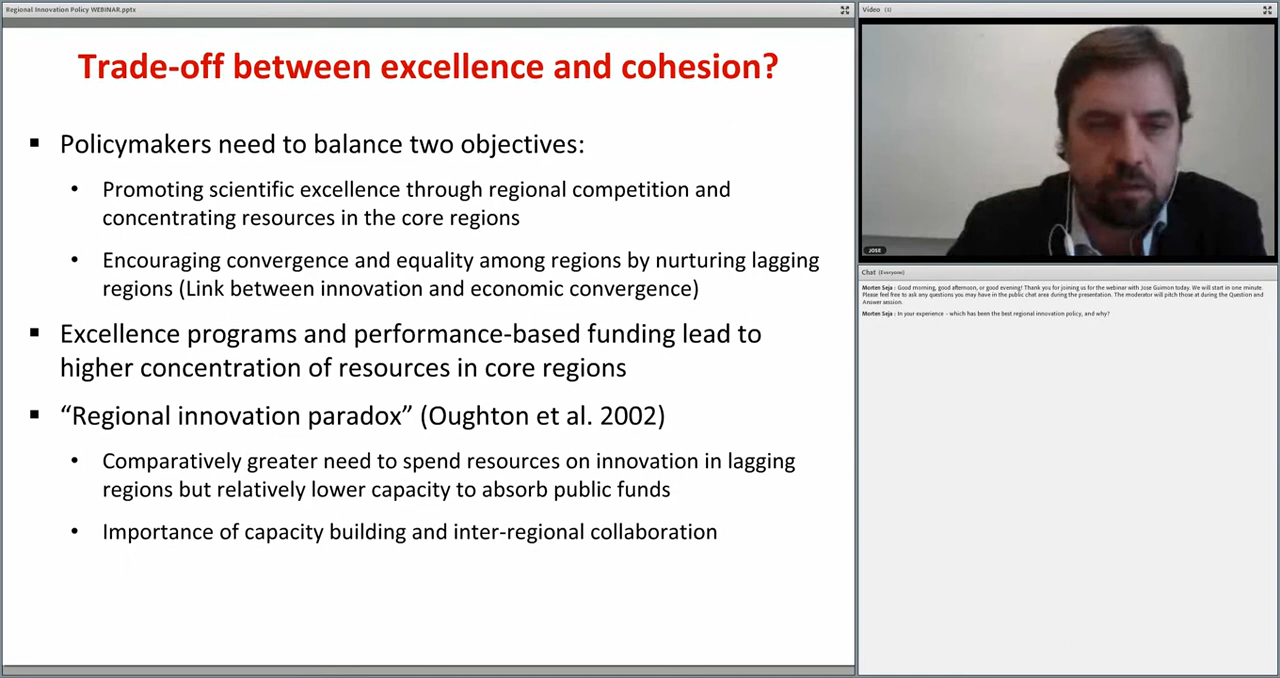 Regional Innovation Policy WEBINAR.pptx
Trade-off between excellence and cohesion?
▪ Policymakers need to balance two objectives:
• Promoting scientific excellence through regional competition and
concentrating resources in the core regions
• Encouraging convergence and equality among regions by nurturing lagging
regions (Link between innovation and economic convergence)
▪ Excellence programs and performance-based funding lead to
higher concentration of resources in core regions
▪ “Regional innovation paradox” (Oughton et al. 2002)
• Comparatively greater need to spend resources on innovation in lagging
regions but relatively lower capacity to absorb public funds
• Importance of capacity building and inter-regional collaboration
Video (3)
JOSE
Chat (Everyone)
Morten Seja : Good morning, good afternoon, or good evening! Thank you for joining us for the webinar with Jose Guimon today. We will start in one minute.
Please feel free to ask any questions you may have in the public chat area during the presentation. The moderator will pitch those at during the Question and
Answer session.
Morten Seja : In your experience - which has been the best regional innovation policy, and why?